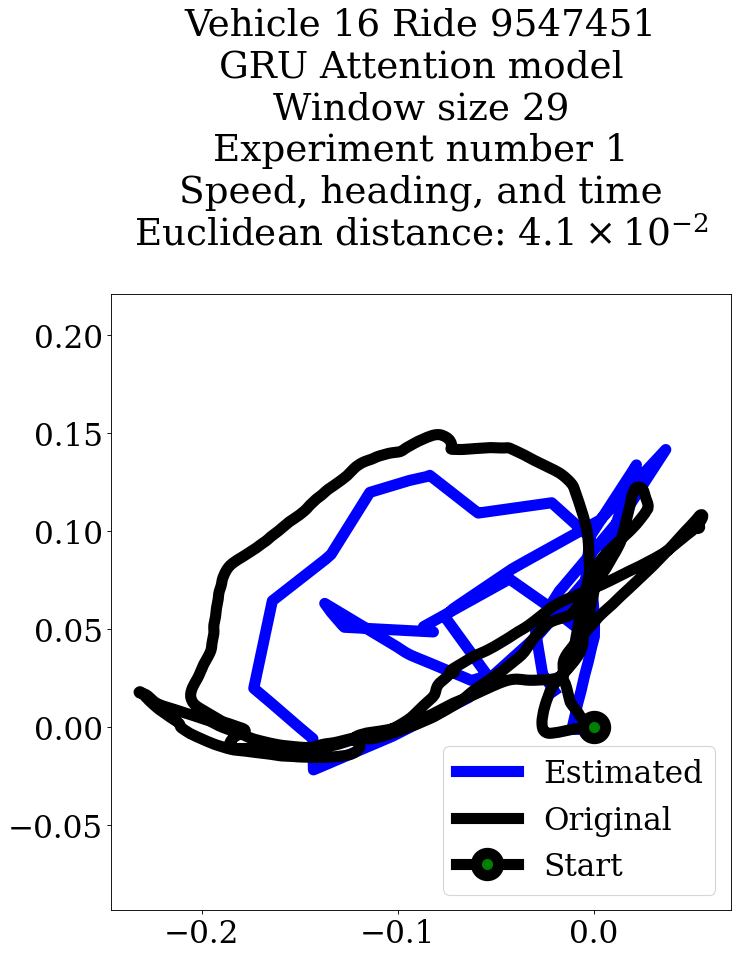 Vehicle 16 Ride 9547451
GRU Attention model
Window size 29
Experiment number 1
Speed, heading, and time
Euclidean distance: 4.1 × 10⁻²
0.20
0.15
0.10
0.05
0.00
−0.05
Estimated
Original
Start
−0.2
−0.1
0.0